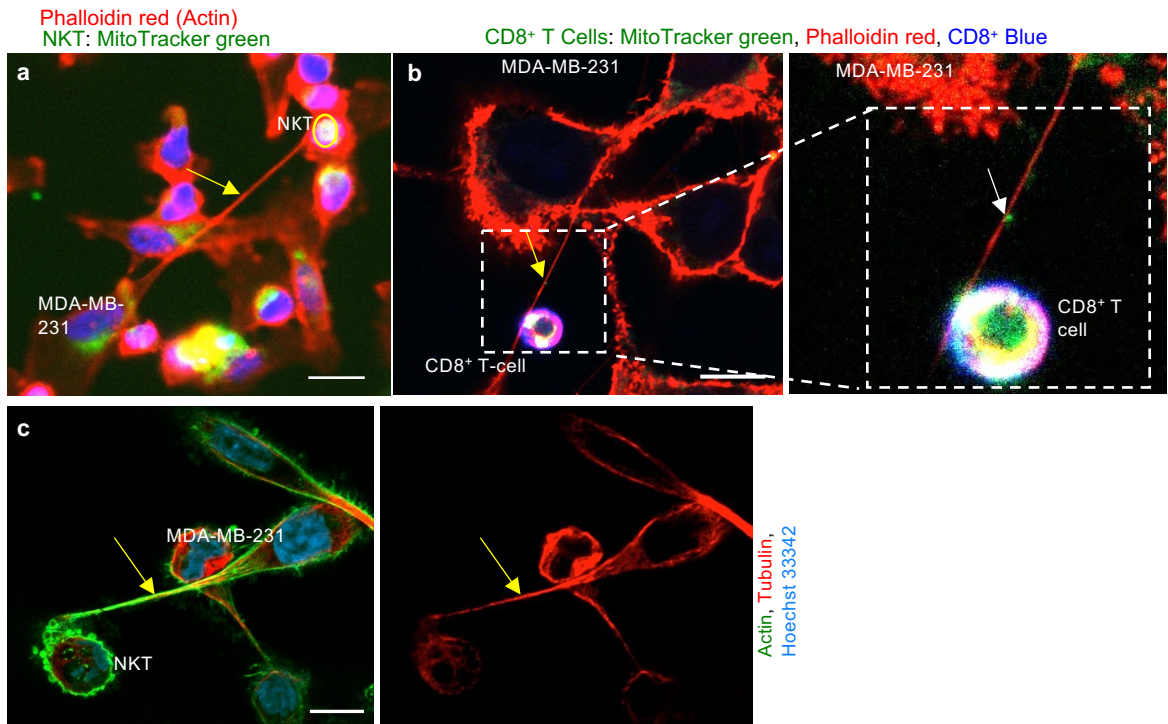 Phalloidin red (Actin)
NKT: MitoTracker green
CD8⁺ T Cells: MitoTracker green, Phalloidin red, CD8⁺ Blue
a
NKT
MDA-MB-
231
b
MDA-MB-231
CD8⁺ T-cell
MDA-MB-231
CD8⁺ T
cell
c
MDA-MB-231
NKT
Actin, Tubulin,
Hoechst 33342